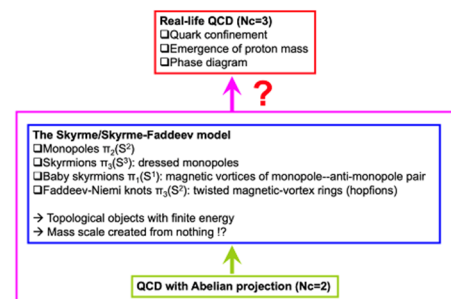 Real-life QCD (Nc=3)
❑Quark confinement
❑Emergence of proton mass
❑Phase diagram
?
The Skyrme/Skyrme-Faddeev model
❑Monopoles π₂(S²)
❑Skyrmions π₃(S³): dressed monopoles
❑Baby skyrmions π₁(S¹): magnetic vortices of monopole--anti-monopole pair
❑Faddeev-Niemi knots π₃(S²): twisted magnetic-vortex rings (hopfions)
→ Topological objects with finite energy
→ Mass scale created from nothing !?
QCD with Abelian projection (Nc=2)